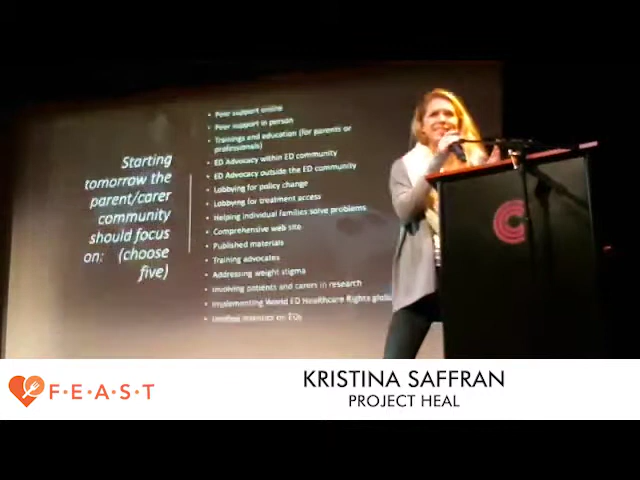 Starting
tomorrow the
parent/carer
community
should focus
on: (choose
five)
• Peer support online
• Peer support in person
• Trainings and education (for parents or
professionals)
• ED Advocacy within ED community
• ED Advocacy outside the ED community
• Lobbying for policy change
• Lobbying for treatment access
• Helping individual families solve problems
• Comprehensive web site
• Published materials
• Training advocates
• Addressing weight stigma
• Involving patients and carers in research
• Implementing World ED Healthcare Rights
on EDs
F·E·A·S·T
KRISTINA SAFFRAN
PROJECT HEAL